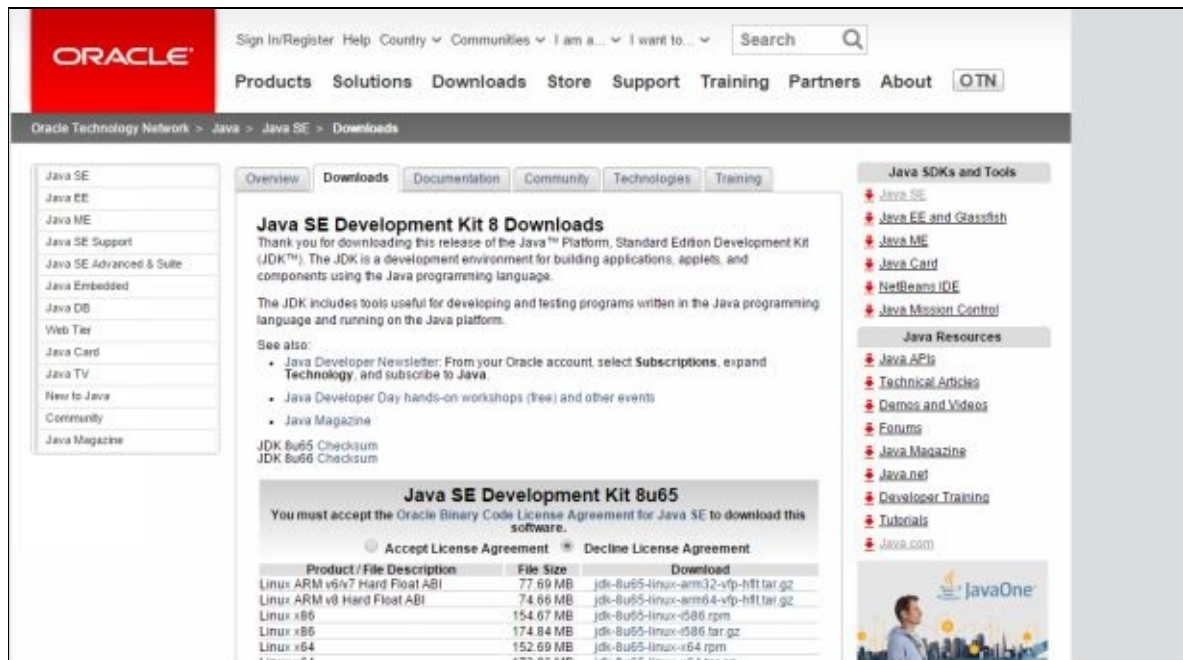 ORACLE
Sign In/Register Help Country Communities I am a... I want to... Search
Products Solutions Downloads Store Support Training Partners About OTN
Oracle Technology Network > Java > Java SE > Downloads
Java SE
Java EE
Java ME
Java SE Support
Java SE Advanced & Suite
Java Embedded
Java DB
Web Tier
Java Card
Java TV
New to Java
Community
Java Magazine
Overview Downloads Documentation Community Technologies Training
Java SE Development Kit 8 Downloads
Thank you for downloading this release of the Java™ Platform, Standard Edition Development Kit
(JDK™). The JDK is a development environment for building applications, applets, and
components using the Java programming language.
The JDK includes tools useful for developing and testing programs written in the Java programming
language and running on the Java platform.
See also:
• Java Developer Newsletter: From your Oracle account, select Subscriptions, expand
Technology, and subscribe to Java.
• Java Developer Day hands-on workshops (free) and other events
• Java Magazine
JDK 8u65 Checksum
JDK 8u66 Checksum
Java SE Development Kit 8u65
You must accept the Oracle Binary Code License Agreement for Java SE to download this
software.
Accept License Agreement Decline License Agreement
Product / File Description File Size Download
Linux ARM v6/v7 Hard Float ABI 77.69 MB jdk-8u65-linux-arm32-vfp-hflt.tar.gz
Linux ARM v8 Hard Float ABI 74.66 MB jdk-8u65-linux-arm64-vfp-hflt.tar.gz
Linux x86 154.67 MB jdk-8u65-linux-i586.rpm
Linux x86 174.84 MB jdk-8u65-linux-i586.tar.gz
Linux x64 152.69 MB jdk-8u65-linux-x64.rpm
Java SDKs and Tools
Java SE
Java EE and Glassfish
Java ME
Java Card
NetBeans IDE
Java Mission Control
Java Resources
Java APIs
Technical Articles
Demos and Videos
Forums
Java Magazine
Java.net
Developer Training
Tutorials
Java.com
JavaOne